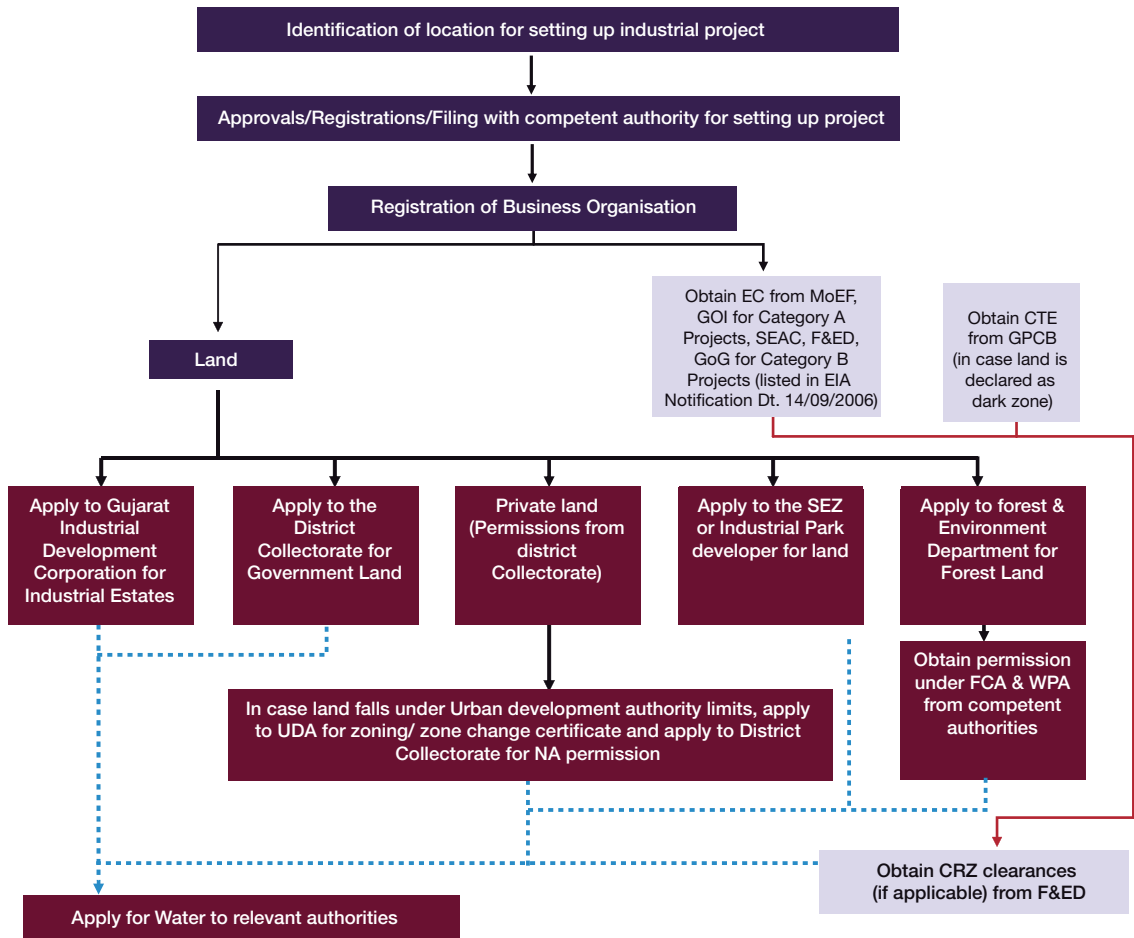 Identification of location for setting up industrial project
Approvals/Registrations/Filing with competent authority for setting up project
Registration of Business Organisation
Obtain EC from MoEF,
GOI for Category A
Projects, SEAC, F&ED,
GoG for Category B
Projects (listed in EIA
Notification Dt. 14/09/2006)
Obtain CTE
from GPCB
(in case land is
declared as
dark zone)
Land
Apply to Gujarat
Industrial
Development
Corporation for
Industrial Estates
Apply to the
District
Collectorate for
Government Land
Private land
(Permissions from
district
Collectorate)
Apply to the SEZ
or Industrial Park
developer for land
Apply to forest &
Environment
Department for
Forest Land
Obtain permission
under FCA & WPA
from competent
authorities
In case land falls under Urban development authority limits, apply
to UDA for zoning/ zone change certificate and apply to District
Collectorate for NA permission
Obtain CRZ clearances
(if applicable) from F&ED
Apply for Water to relevant authorities